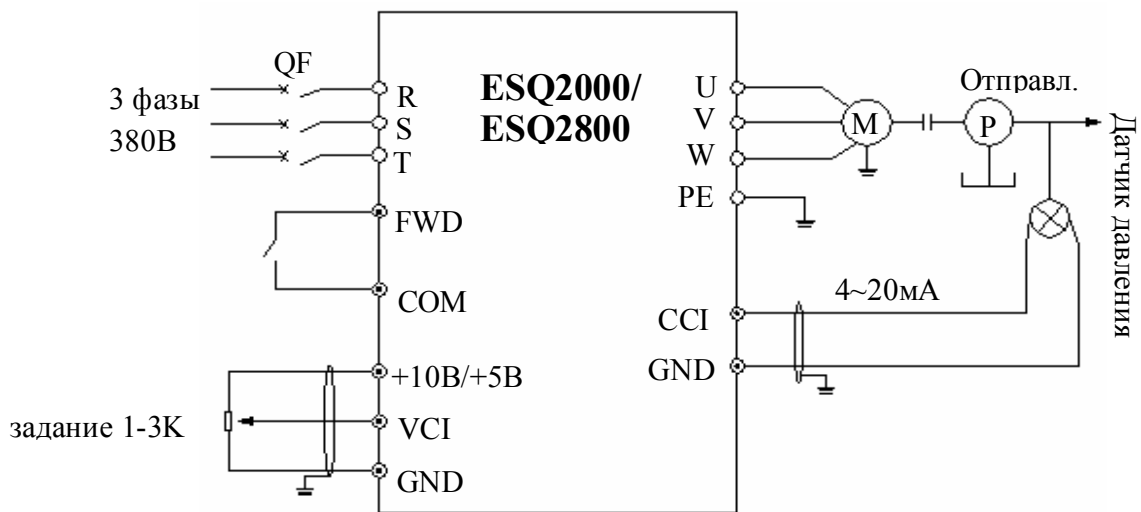 QF
3 фазы
380В
R
S
T
FWD
COM
+10В/+5В
VCI
GND
задание 1-3К
ESQ2000/
ESQ2800
U
V
W
PE
CCI
GND
M
Отправл.
P
4~20мА
Датчик давления